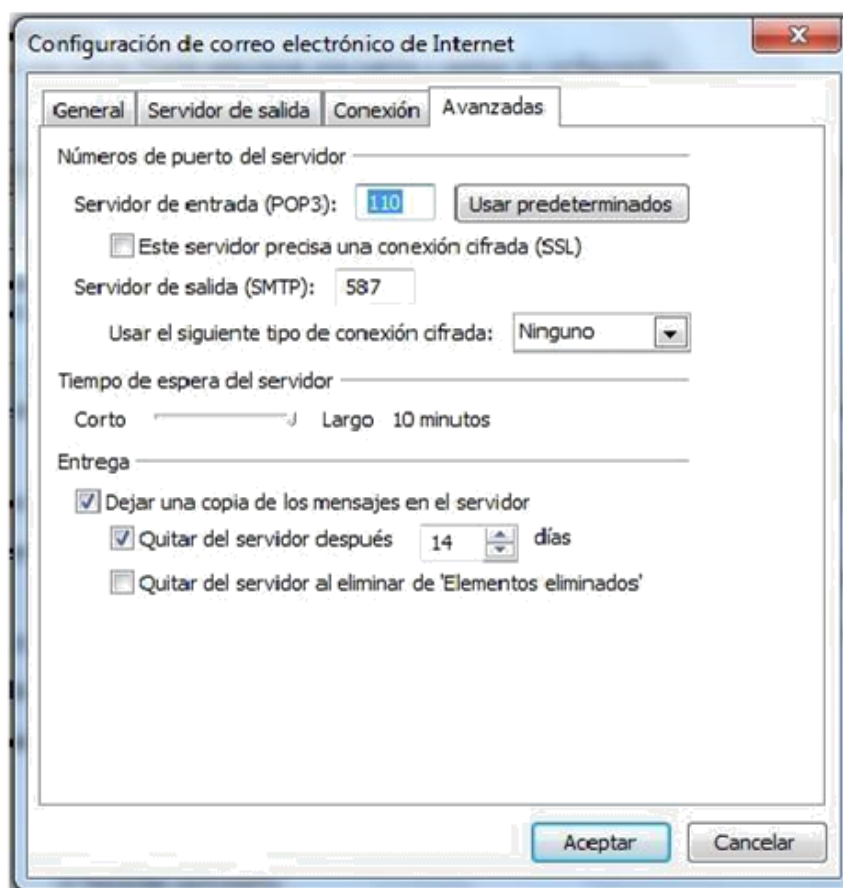 Configuración de correo electrónico de Internet
General Servidor de salida Conexión Avanzadas
Números de puerto del servidor
Servidor de entrada (POP3): 110 Usar predeterminados
Este servidor precisa una conexión cifrada (SSL)
Servidor de salida (SMTP): 587
Usar el siguiente tipo de conexión cifrada: Ninguno
Tiempo de espera del servidor
Corto Largo 10 minutos
Entrega
Dejar una copia de los mensajes en el servidor
Quitar del servidor después 14 días
Quitar del servidor al eliminar de 'Elementos eliminados'
Aceptar Cancelar